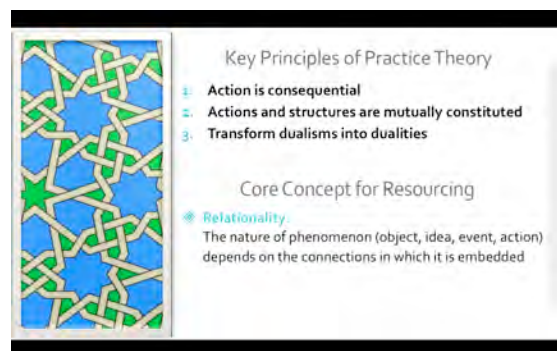 Key Principles of Practice Theory
1. Action is consequential
2. Actions and structures are mutually constituted
3. Transform dualisms into dualities
Core Concept for Resourcing
Relationality:
The nature of phenomenon (object, idea, event, action)
depends on the connections in which it is embedded